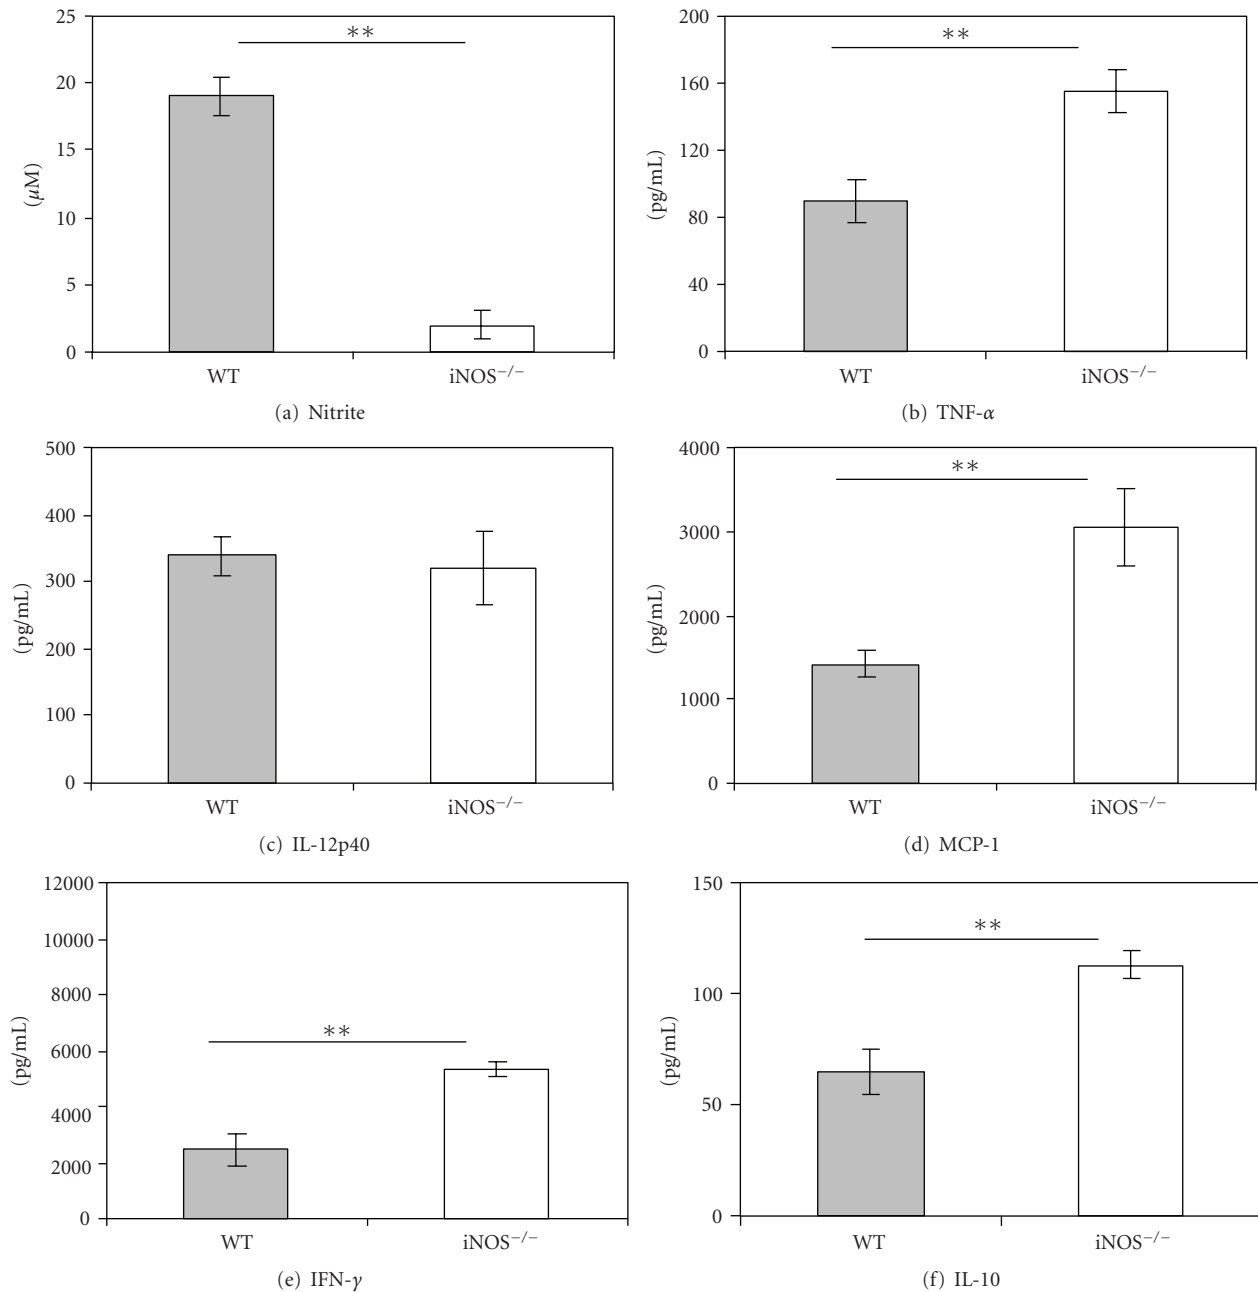 25
20
15
10
5
0
(μM)
**
WT
iNOS−/−
(a) Nitrite
200
160
120
80
40
0
(pg/mL)
**
WT
iNOS−/−
(b) TNF-α
500
400
300
200
100
0
(pg/mL)
WT
iNOS−/−
(c) IL-12p40
4000
3000
2000
1000
0
(pg/mL)
**
WT
iNOS−/−
(d) MCP-1
12000
10000
8000
6000
4000
2000
0
(pg/mL)
**
WT
iNOS−/−
(e) IFN-γ
150
100
50
0
(pg/mL)
**
WT
iNOS−/−
(f) IL-10